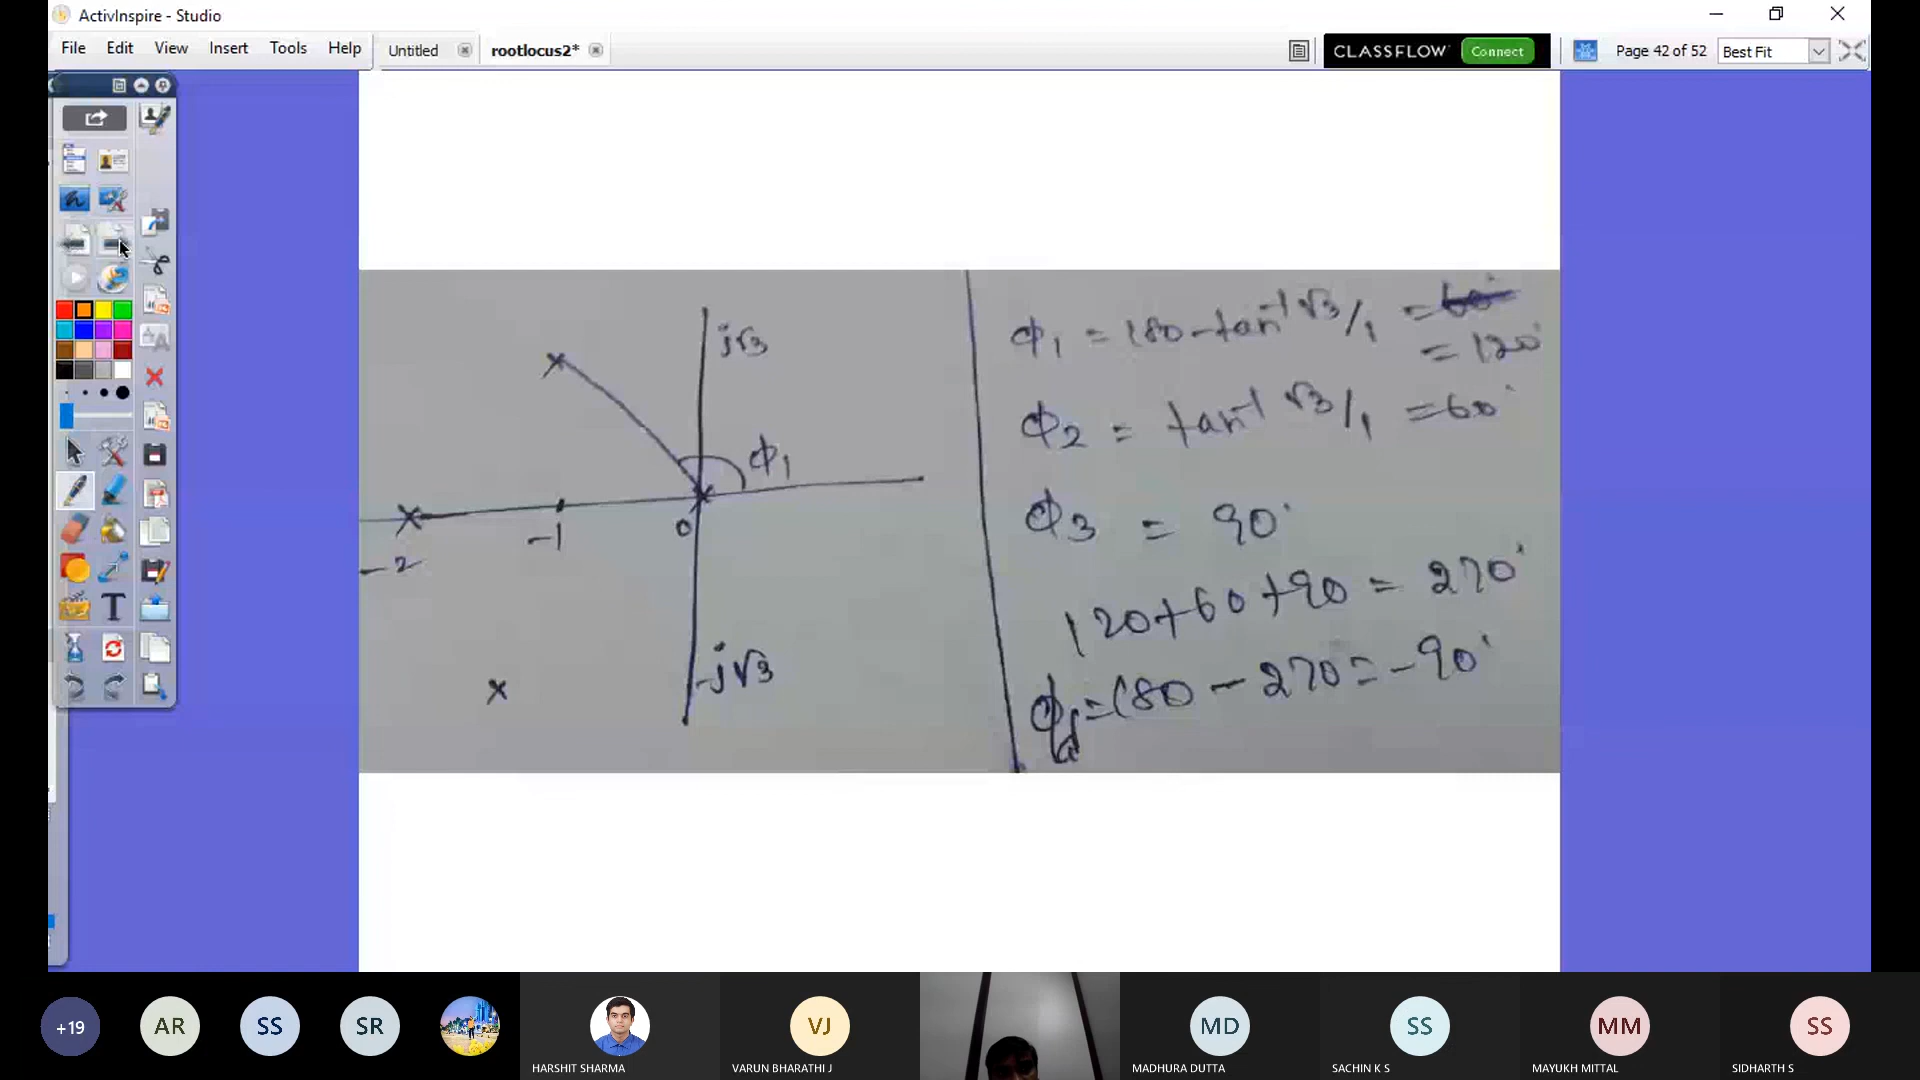 ActivInspire - Studio
File Edit View Insert Tools Help
Untitled rootlocus2*
CLASSFLOW Connect
Page 42 of 52 Best Fit
j√3
ϕ1
-2 -1 0
-j√3
ϕ1 = 180-tan⁻¹ √3/1 = 60°
= 120°
ϕ2 = tan⁻¹ √3/1 = 60°
ϕ3 = 90°
120+60+90 = 270°
ϕd = 180 - 270 = -90°
+19 AR SS SR VJ MD SS MM SS
HARSHIT SHARMA VARUN BHARATHI J MADHURA DUTTA SACHIN K S MAYUKH MITTAL SIDHARTH S